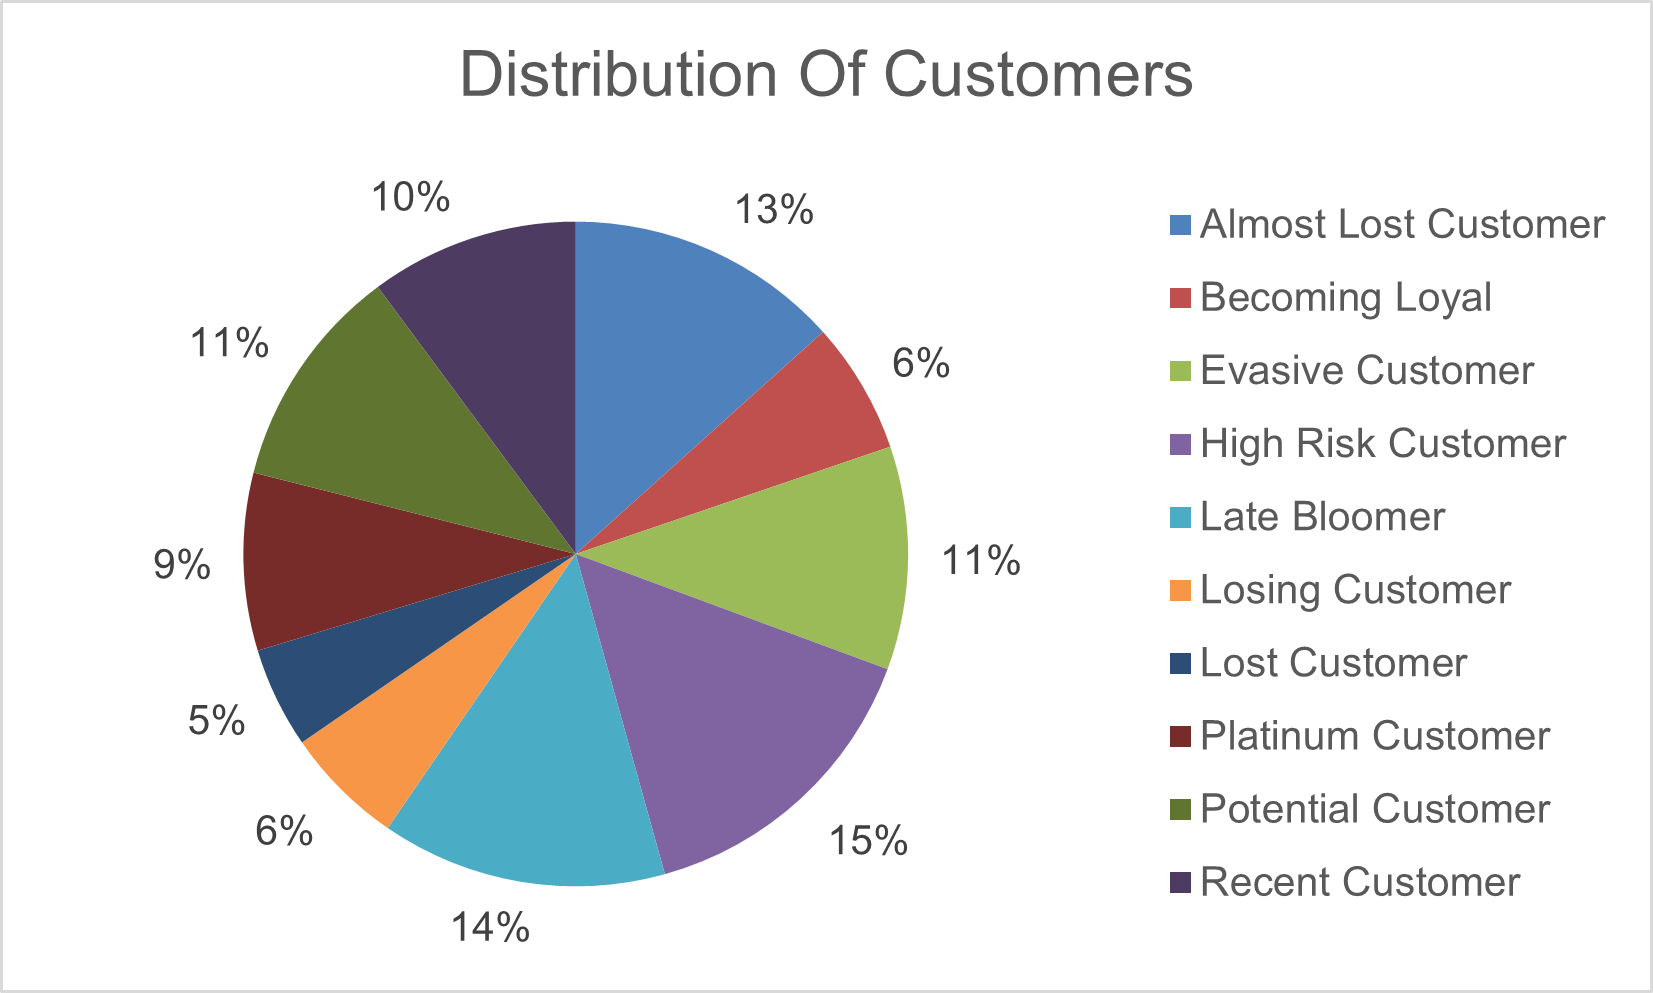 Distribution Of Customers
13%
6%
11%
15%
14%
6%
5%
9%
11%
10%
Almost Lost Customer
Becoming Loyal
Evasive Customer
High Risk Customer
Late Bloomer
Losing Customer
Lost Customer
Platinum Customer
Potential Customer
Recent Customer